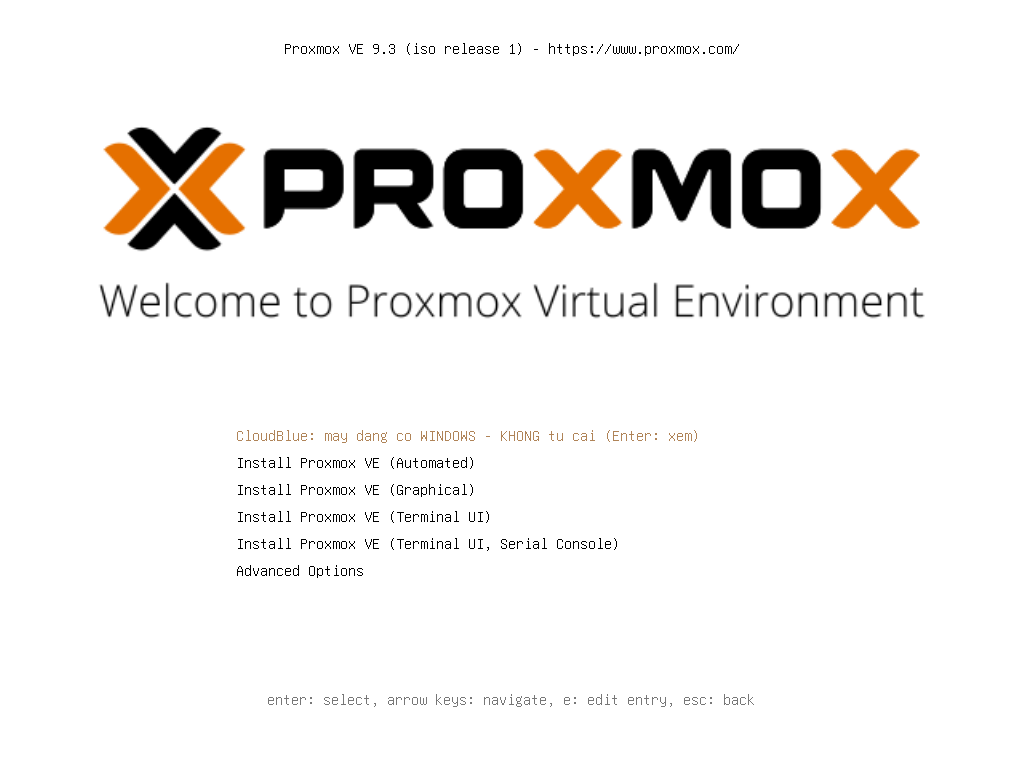 Proxmox VE 9.3 (iso release 1) - https://www.proxmox.com/
PROXMOX
Welcome to Proxmox Virtual Environment
CloudBlue: may dang co WINDOWS - KHONG tu cai (Enter: xem)
Install Proxmox VE (Automated)
Install Proxmox VE (Graphical)
Install Proxmox VE (Terminal UI)
Install Proxmox VE (Terminal UI, Serial Console)
Advanced Options
enter: select, arrow keys: navigate, e: edit entry, esc: back